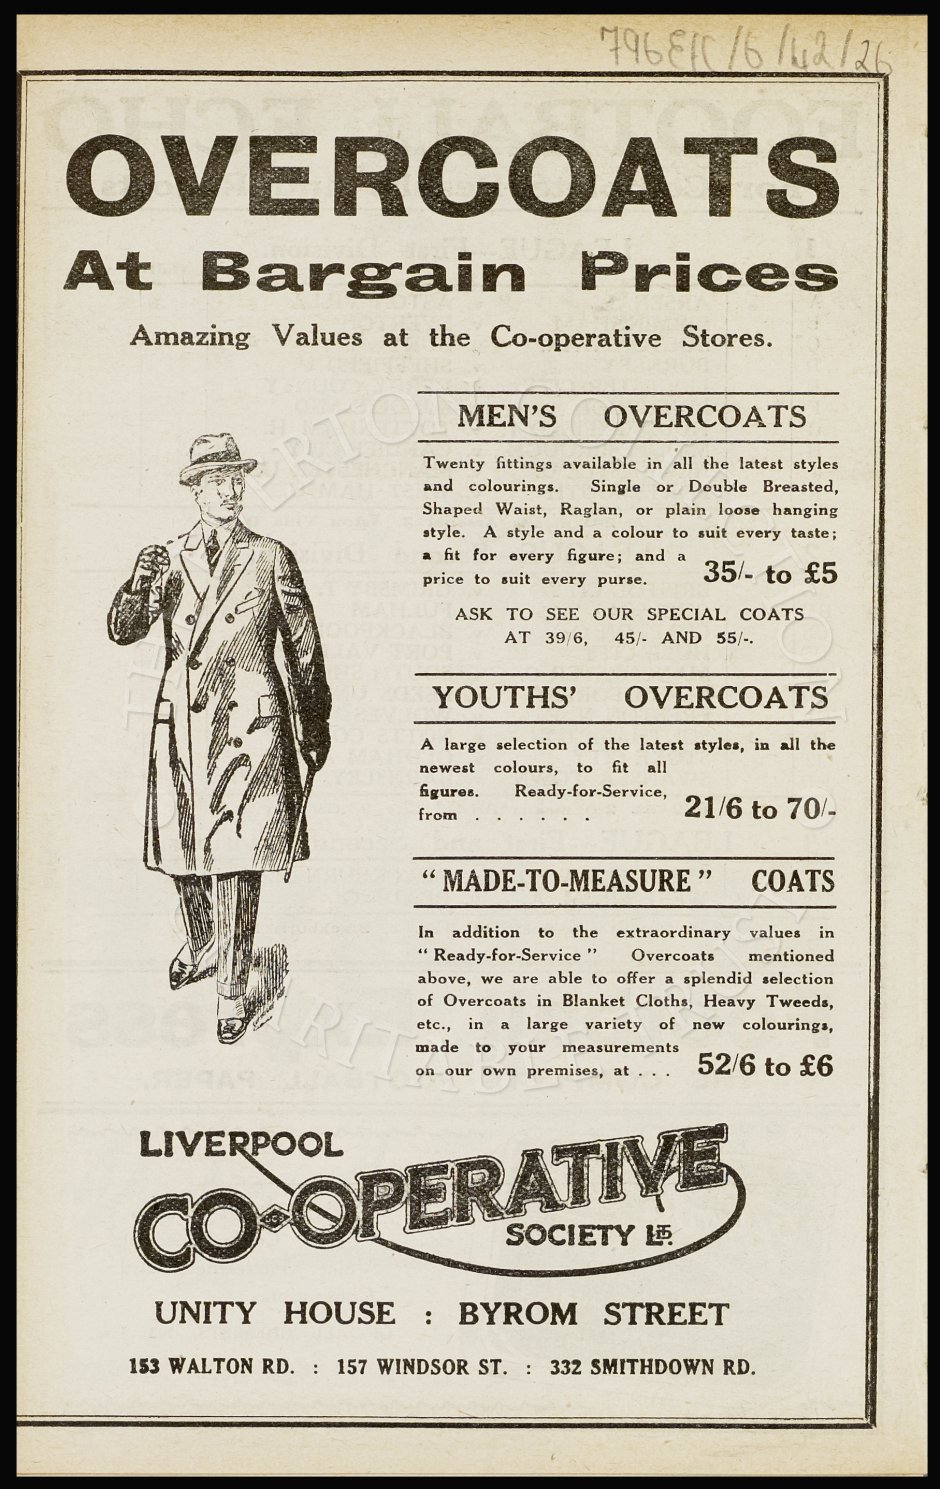 796 EFC/6/42/26
OVERCOATS
At Bargain Prices
Amazing Values at the Co-operative Stores.
MEN'S OVERCOATS
Twenty fittings available in all the latest styles
and colourings. Single or Double Breasted,
Shaped Waist, Raglan, or plain loose hanging
style. A style and a colour to suit every taste;
a fit for every figure; and a
price to suit every purse. 35/- to £5
ASK TO SEE OUR SPECIAL COATS
AT 39/6, 45/- AND 55/-.
YOUTHS' OVERCOATS
A large selection of the latest styles, in all the
newest colours, to fit all
figures. Ready-for-Service,
from . . . . . . 21/6 to 70/-
"MADE-TO-MEASURE" COATS
In addition to the extraordinary values in
"Ready-for-Service" Overcoats mentioned
above, we are able to offer a splendid selection
of Overcoats in Blanket Cloths, Heavy Tweeds,
etc., in a large variety of new colourings,
made to your measurements
on our own premises, at . . . 52/6 to £6
LIVERPOOL
CO-OPERATIVE
SOCIETY LTD.
UNITY HOUSE : BYROM STREET
153 WALTON RD. : 157 WINDSOR ST. : 332 SMITHDOWN RD.
THE EVERTON COLLECTION
CHARITABLE TRUST